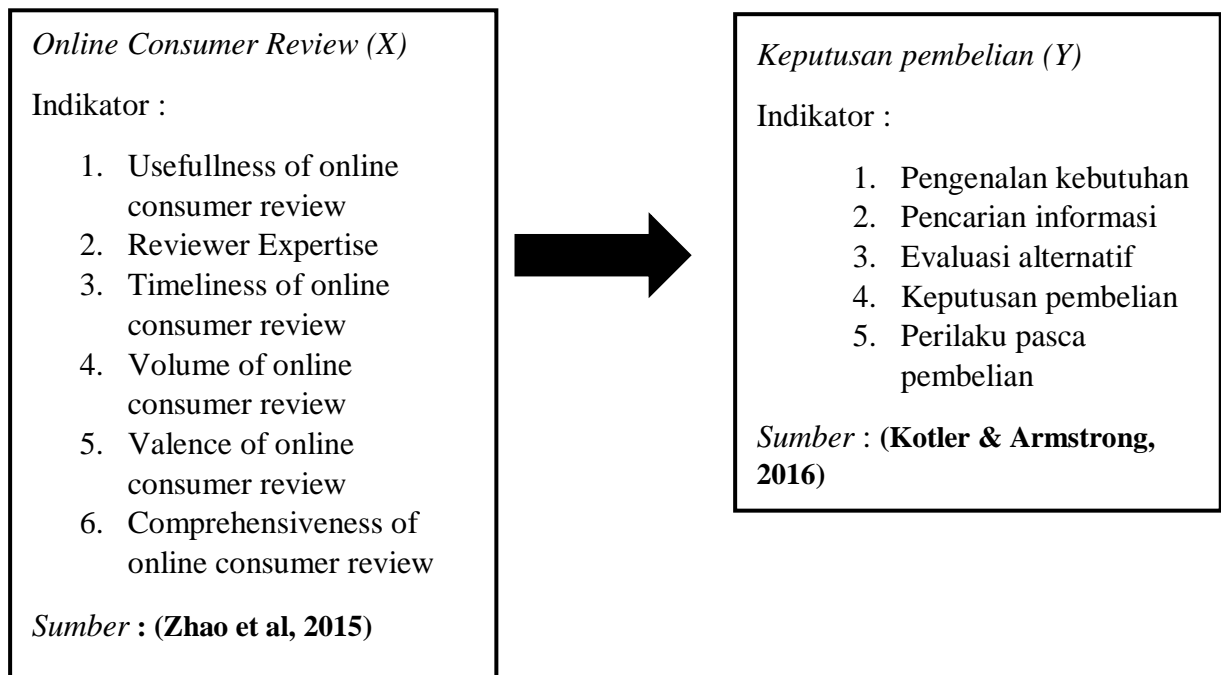 Online Consumer Review (X)
Indikator :
1. Usefullness of online
consumer review
2. Reviewer Expertise
3. Timeliness of online
consumer review
4. Volume of online
consumer review
5. Valence of online
consumer review
6. Comprehensiveness of
online consumer review
Sumber : (Zhao et al, 2015)
Keputusan pembelian (Y)
Indikator :
1. Pengenalan kebutuhan
2. Pencarian informasi
3. Evaluasi alternatif
4. Keputusan pembelian
5. Perilaku pasca
pembelian
Sumber : (Kotler & Armstrong,
2016)